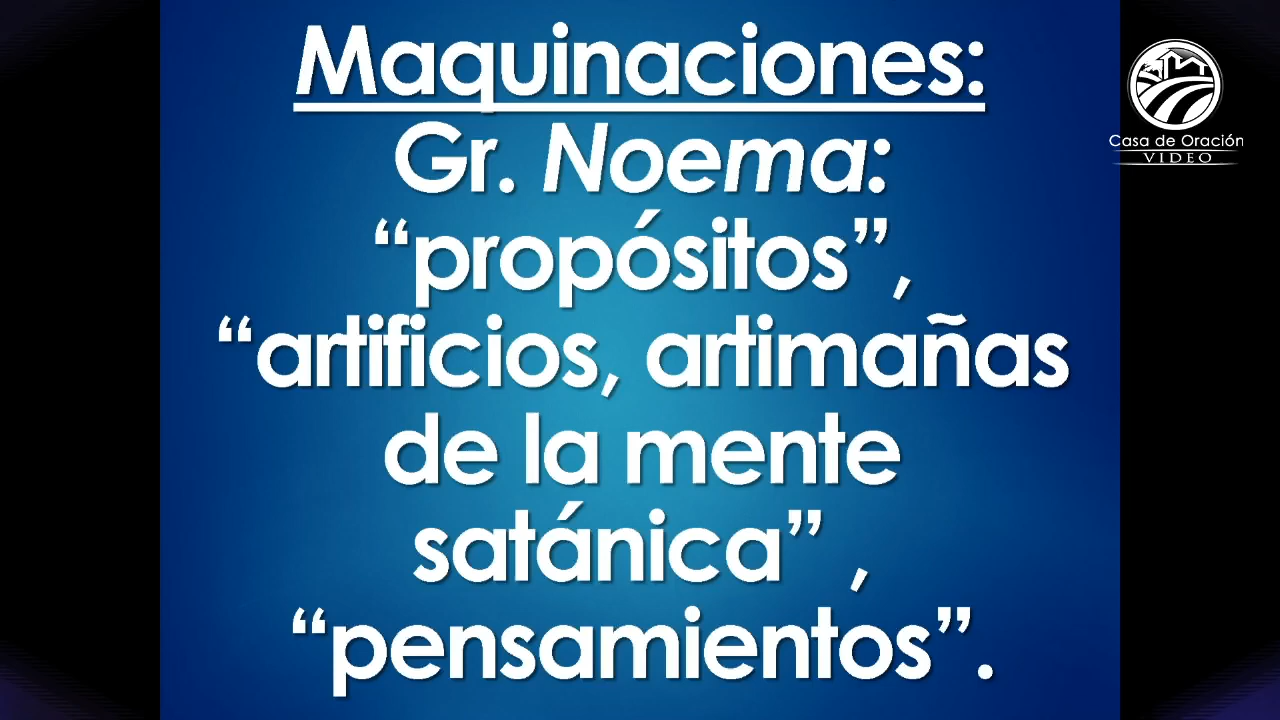 Maquinaciones:
Gr. Noema:
“propósitos”,
“artificios, artimañas
de la mente
satánica” ,
“pensamientos”.
Casa de Oración
VIDEO